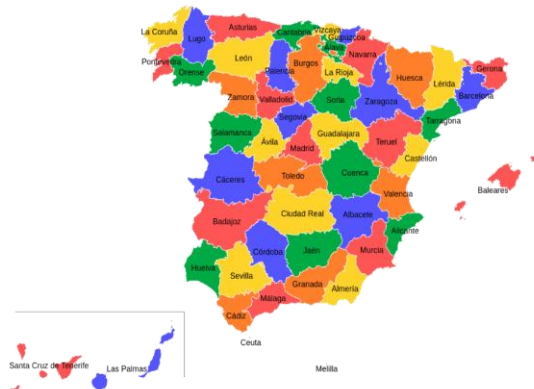 La Coruña
Lugo
Asturias
Cantabria
Vizcaya
Guipúzcoa
Álava
Navarra
Pontevedra
Orense
León
Palencia
Burgos
La Rioja
Huesca
Lérida
Gerona
Barcelona
Zamora
Valladolid
Soria
Zaragoza
Tarragona
Segovia
Salamanca
Ávila
Madrid
Guadalajara
Teruel
Castellón
Cáceres
Toledo
Cuenca
Valencia
Baleares
Badajoz
Ciudad Real
Albacete
Alicante
Huelva
Sevilla
Córdoba
Jaén
Murcia
Granada
Almería
Málaga
Cádiz
Ceuta
Melilla
Santa Cruz de Tenerife
Las Palmas